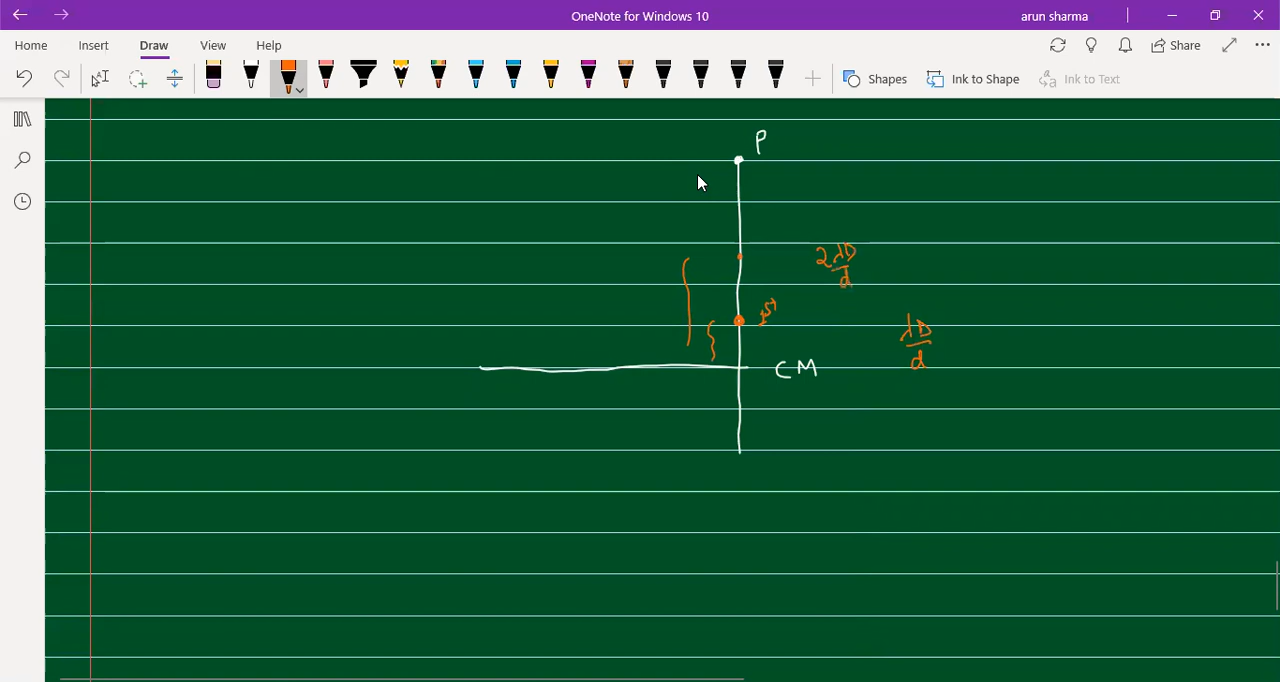 OneNote for Windows 10
arun sharma
Home Insert Draw View Help
Share
Shapes
Ink to Shape
Ink to Text
P
2λD/d
1st
λD/d
CM